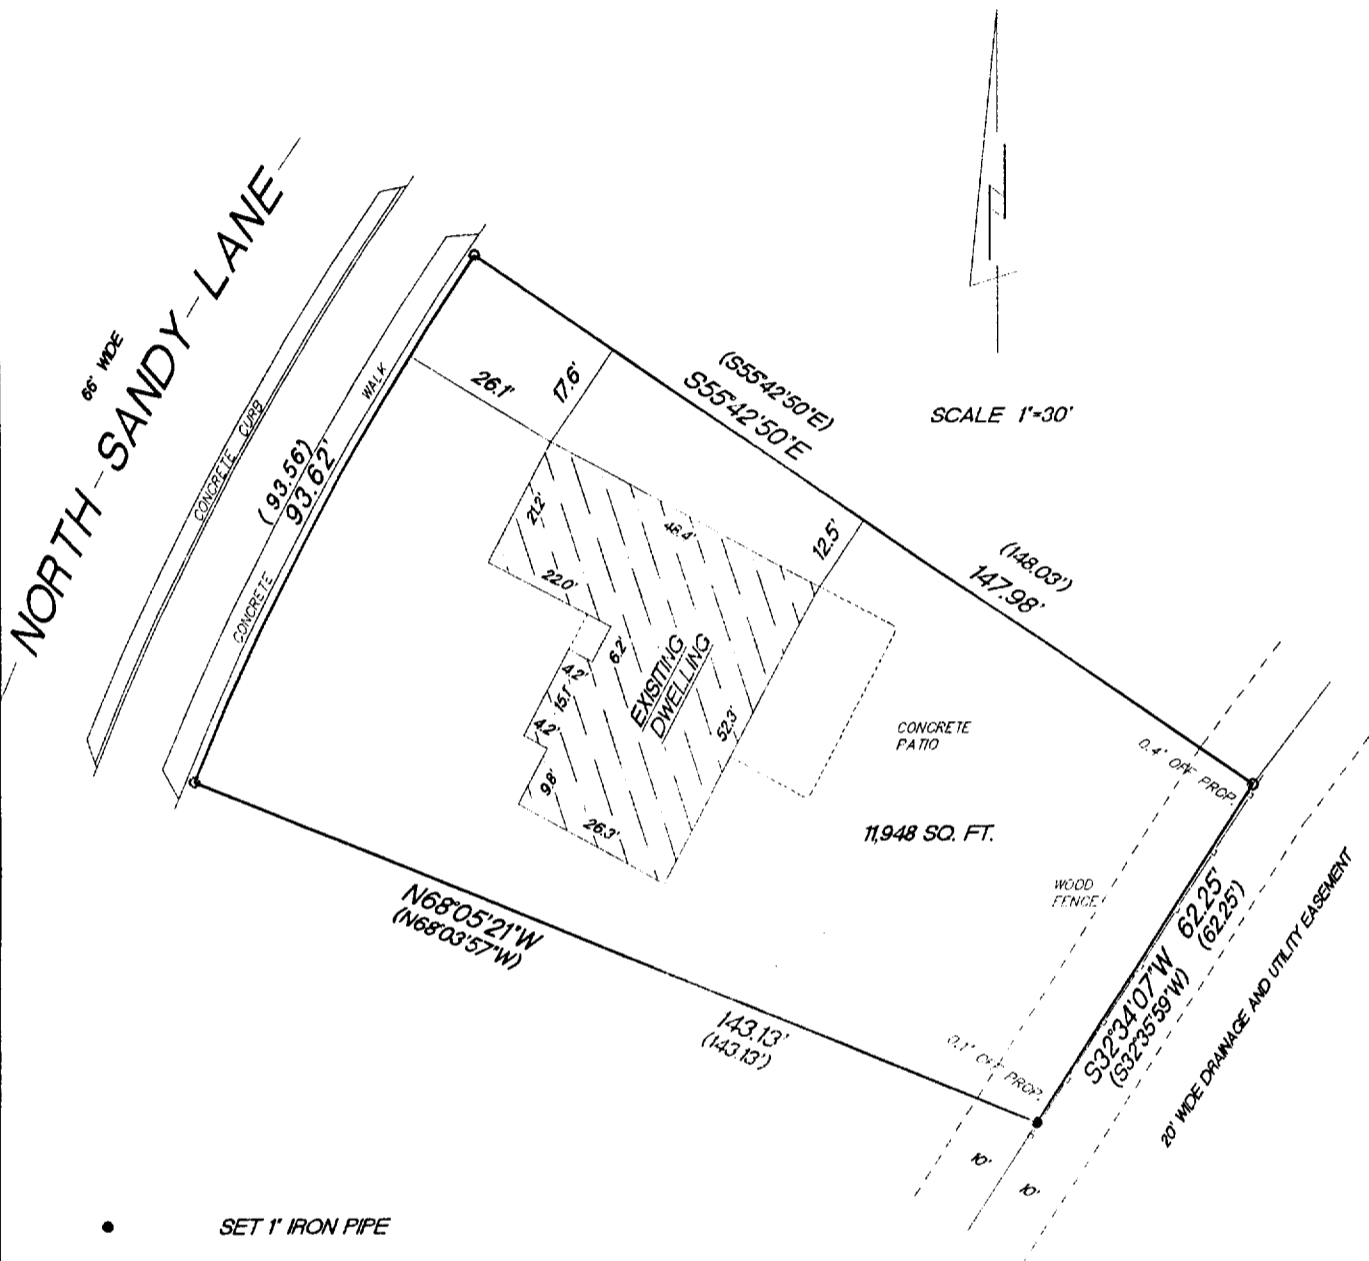 NORTH SANDY LANE
66' WIDE
CONCRETE CURB
CONCRETE WALK
(93.56')
93.62'
26.1'
17.6'
(S55°42'50"E)
S55°42'50"E
SCALE 1"=30'
21.2'
48.4'
12.5'
(148.03')
147.98'
22.0'
6.2'
4.2'
15.1'
4.2'
9.8'
26.3'
EXISITING
DWELLING
52.3'
CONCRETE
PATIO
0.4' OFF PROP.
11,948 SQ. FT.
WOOD
FENCE
N68°05'21"W
(N68°03'57"W)
143.13'
(143.13')
0.1' OFF PROP.
S32°34'07"W 62.25'
(S32°35'59"W) (62.25')
20' WIDE DRAINAGE AND UTILITY EASEMENT
10'
10'
SET 1" IRON PIPE